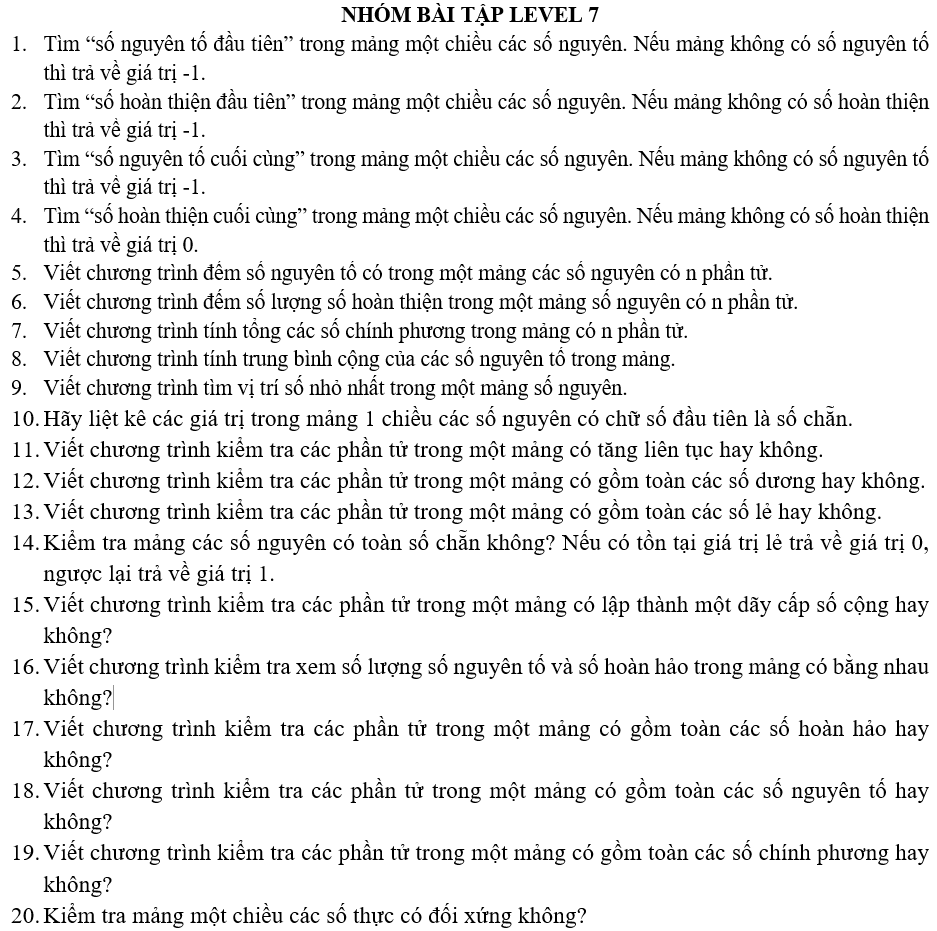 NHÓM BÀI TẬP LEVEL 7
1. Tìm “số nguyên tố đầu tiên” trong mảng một chiều các số nguyên. Nếu mảng không có số nguyên tố
thì trả về giá trị -1.
2. Tìm “số hoàn thiện đầu tiên” trong mảng một chiều các số nguyên. Nếu mảng không có số hoàn thiện
thì trả về giá trị -1.
3. Tìm “số nguyên tố cuối cùng” trong mảng một chiều các số nguyên. Nếu mảng không có số nguyên tố
thì trả về giá trị -1.
4. Tìm “số hoàn thiện cuối cùng” trong mảng một chiều các số nguyên. Nếu mảng không có số hoàn thiện
thì trả về giá trị 0.
5. Viết chương trình đếm số nguyên tố có trong một mảng các số nguyên có n phần tử.
6. Viết chương trình đếm số lượng số hoàn thiện trong một mảng số nguyên có n phần tử.
7. Viết chương trình tính tổng các số chính phương trong mảng có n phần tử.
8. Viết chương trình tính trung bình cộng của các số nguyên tố trong mảng.
9. Viết chương trình tìm vị trí số nhỏ nhất trong một mảng số nguyên.
10. Hãy liệt kê các giá trị trong mảng 1 chiều các số nguyên có chữ số đầu tiên là số chẵn.
11. Viết chương trình kiểm tra các phần tử trong một mảng có tăng liên tục hay không.
12. Viết chương trình kiểm tra các phần tử trong một mảng có gồm toàn các số dương hay không.
13. Viết chương trình kiểm tra các phần tử trong một mảng có gồm toàn các số lẻ hay không.
14. Kiểm tra mảng các số nguyên có toàn số chẵn không? Nếu có tồn tại giá trị lẻ trả về giá trị 0,
ngược lại trả về giá trị 1.
15. Viết chương trình kiểm tra các phần tử trong một mảng có lập thành một dãy cấp số cộng hay
không?
16. Viết chương trình kiểm tra xem số lượng số nguyên tố và số hoàn hảo trong mảng có bằng nhau
không?
17. Viết chương trình kiểm tra các phần tử trong một mảng có gồm toàn các số hoàn hảo hay
không?
18. Viết chương trình kiểm tra các phần tử trong một mảng có gồm toàn các số nguyên tố hay
không?
19. Viết chương trình kiểm tra các phần tử trong một mảng có gồm toàn các số chính phương hay
không?
20. Kiểm tra mảng một chiều các số thực có đối xứng không?